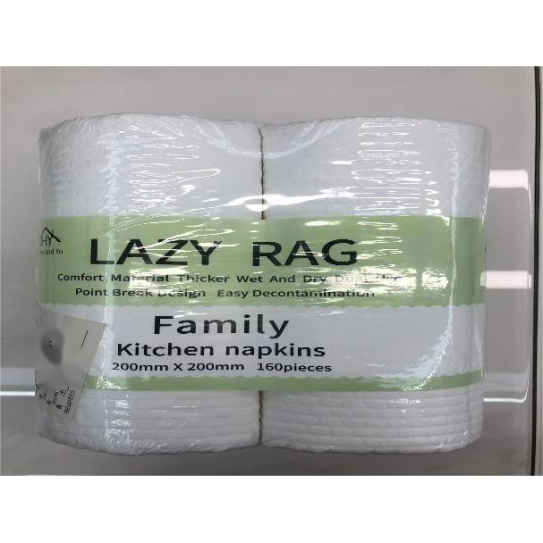 LAZY RAG
Comfort Material Thicker Wet And Dry
Point Break Design Easy Decontamination
Family
Kitchen napkins
200mm X 200mm 160pieces